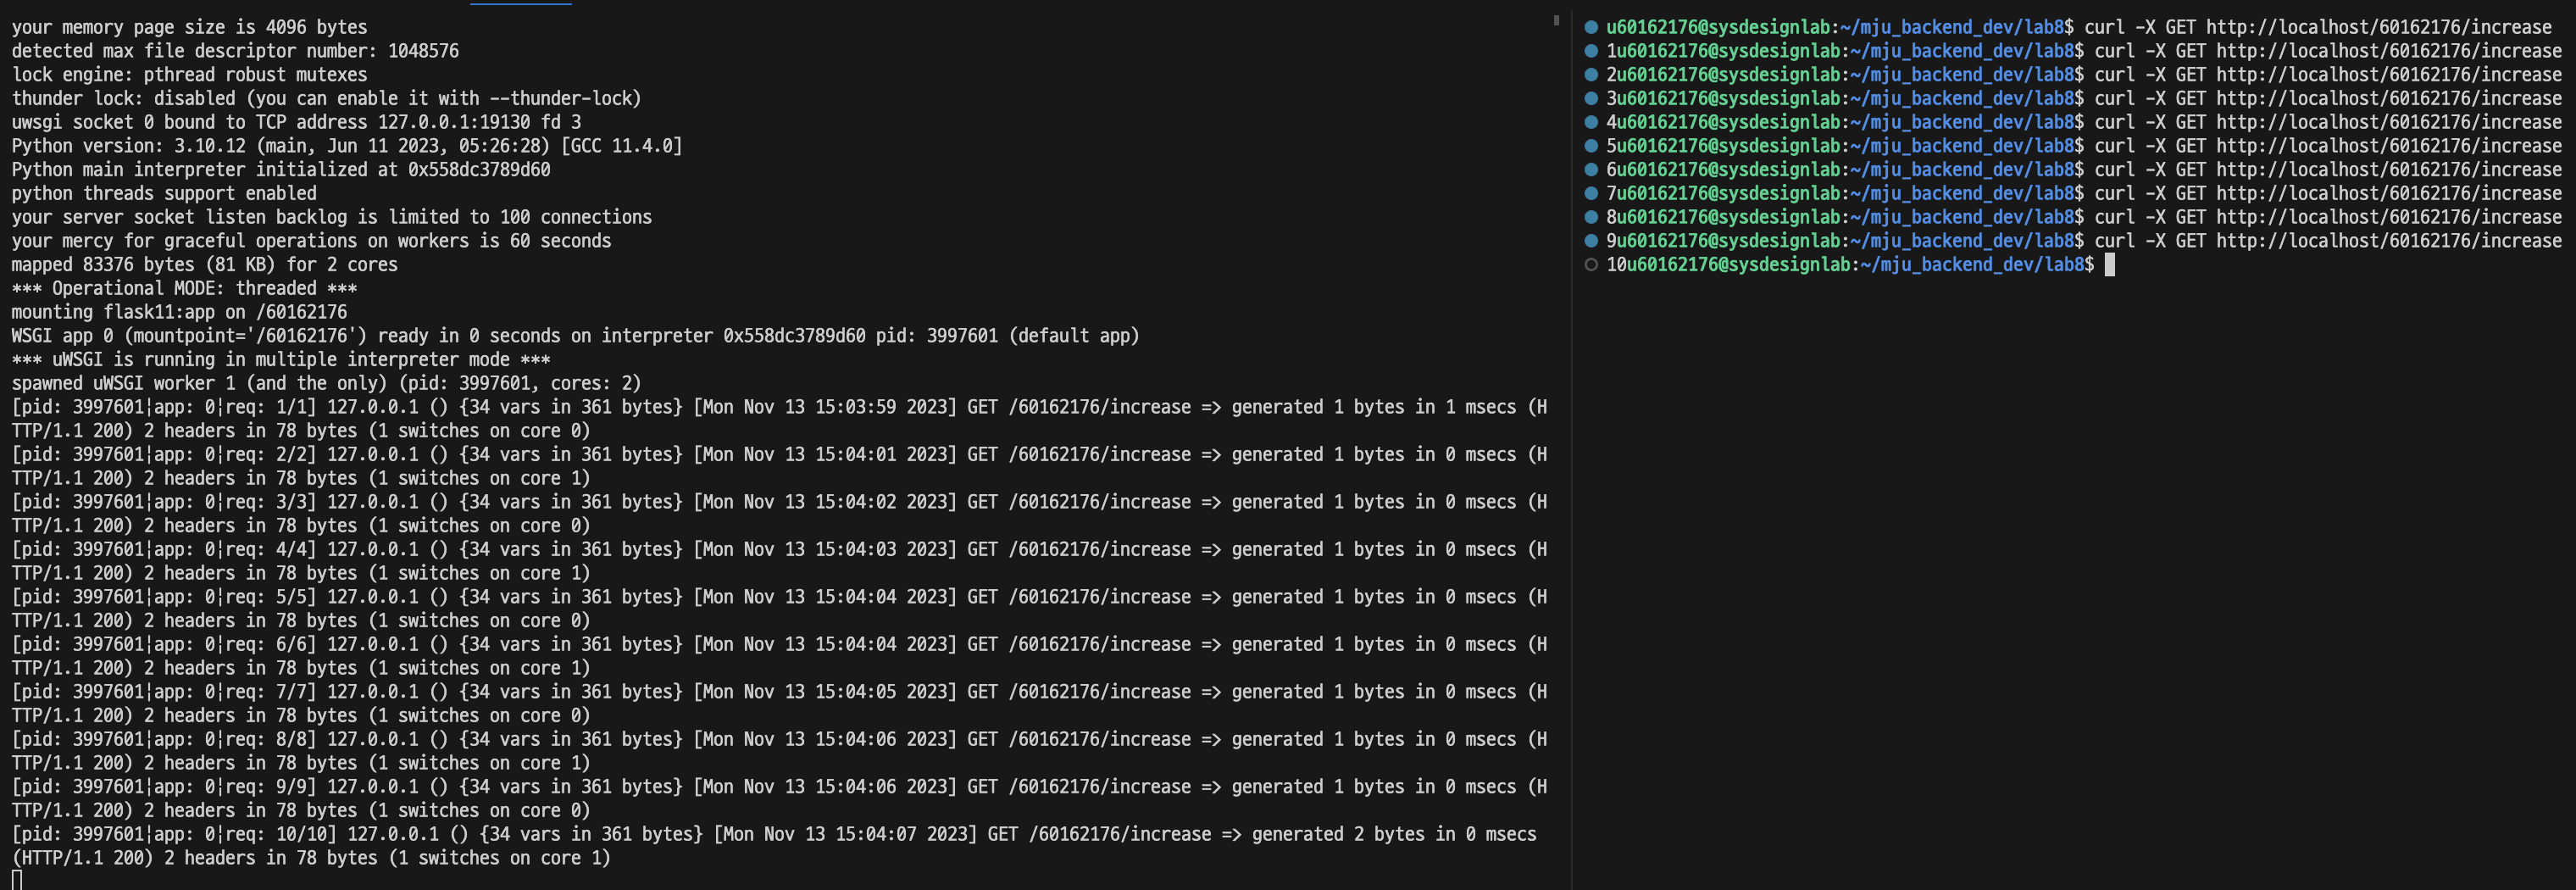 your memory page size is 4096 bytes
detected max file descriptor number: 1048576
lock engine: pthread robust mutexes
thunder lock: disabled (you can enable it with --thunder-lock)
uwsgi socket 0 bound to TCP address 127.0.0.1:19130 fd 3
Python version: 3.10.12 (main, Jun 11 2023, 05:26:28) [GCC 11.4.0]
Python main interpreter initialized at 0x558dc3789d60
python threads support enabled
your server socket listen backlog is limited to 100 connections
your mercy for graceful operations on workers is 60 seconds
mapped 83376 bytes (81 KB) for 2 cores
*** Operational MODE: threaded ***
mounting flask11:app on /60162176
WSGI app 0 (mountpoint='/60162176') ready in 0 seconds on interpreter 0x558dc3789d60 pid: 3997601 (default app)
*** uWSGI is running in multiple interpreter mode ***
spawned uWSGI worker 1 (and the only) (pid: 3997601, cores: 2)
[pid: 3997601|app: 0|req: 1/1] 127.0.0.1 () {34 vars in 361 bytes} [Mon Nov 13 15:03:59 2023] GET /60162176/increase => generated 1 bytes in 1 msecs (H
TTP/1.1 200) 2 headers in 78 bytes (1 switches on core 0)
[pid: 3997601|app: 0|req: 2/2] 127.0.0.1 () {34 vars in 361 bytes} [Mon Nov 13 15:04:01 2023] GET /60162176/increase => generated 1 bytes in 0 msecs (H
TTP/1.1 200) 2 headers in 78 bytes (1 switches on core 1)
[pid: 3997601|app: 0|req: 3/3] 127.0.0.1 () {34 vars in 361 bytes} [Mon Nov 13 15:04:02 2023] GET /60162176/increase => generated 1 bytes in 0 msecs (H
TTP/1.1 200) 2 headers in 78 bytes (1 switches on core 0)
[pid: 3997601|app: 0|req: 4/4] 127.0.0.1 () {34 vars in 361 bytes} [Mon Nov 13 15:04:03 2023] GET /60162176/increase => generated 1 bytes in 0 msecs (H
TTP/1.1 200) 2 headers in 78 bytes (1 switches on core 1)
[pid: 3997601|app: 0|req: 5/5] 127.0.0.1 () {34 vars in 361 bytes} [Mon Nov 13 15:04:04 2023] GET /60162176/increase => generated 1 bytes in 0 msecs (H
TTP/1.1 200) 2 headers in 78 bytes (1 switches on core 0)
[pid: 3997601|app: 0|req: 6/6] 127.0.0.1 () {34 vars in 361 bytes} [Mon Nov 13 15:04:04 2023] GET /60162176/increase => generated 1 bytes in 0 msecs (H
TTP/1.1 200) 2 headers in 78 bytes (1 switches on core 1)
[pid: 3997601|app: 0|req: 7/7] 127.0.0.1 () {34 vars in 361 bytes} [Mon Nov 13 15:04:05 2023] GET /60162176/increase => generated 1 bytes in 0 msecs (H
TTP/1.1 200) 2 headers in 78 bytes (1 switches on core 0)
[pid: 3997601|app: 0|req: 8/8] 127.0.0.1 () {34 vars in 361 bytes} [Mon Nov 13 15:04:06 2023] GET /60162176/increase => generated 1 bytes in 0 msecs (H
TTP/1.1 200) 2 headers in 78 bytes (1 switches on core 1)
[pid: 3997601|app: 0|req: 9/9] 127.0.0.1 () {34 vars in 361 bytes} [Mon Nov 13 15:04:06 2023] GET /60162176/increase => generated 1 bytes in 0 msecs (H
TTP/1.1 200) 2 headers in 78 bytes (1 switches on core 0)
[pid: 3997601|app: 0|req: 10/10] 127.0.0.1 () {34 vars in 361 bytes} [Mon Nov 13 15:04:07 2023] GET /60162176/increase => generated 2 bytes in 0 msecs
(HTTP/1.1 200) 2 headers in 78 bytes (1 switches on core 1)
u60162176@sysdesignlab:~/mju_backend_dev/lab8$ curl -X GET http://localhost/60162176/increase
1u60162176@sysdesignlab:~/mju_backend_dev/lab8$ curl -X GET http://localhost/60162176/increase
2u60162176@sysdesignlab:~/mju_backend_dev/lab8$ curl -X GET http://localhost/60162176/increase
3u60162176@sysdesignlab:~/mju_backend_dev/lab8$ curl -X GET http://localhost/60162176/increase
4u60162176@sysdesignlab:~/mju_backend_dev/lab8$ curl -X GET http://localhost/60162176/increase
5u60162176@sysdesignlab:~/mju_backend_dev/lab8$ curl -X GET http://localhost/60162176/increase
6u60162176@sysdesignlab:~/mju_backend_dev/lab8$ curl -X GET http://localhost/60162176/increase
7u60162176@sysdesignlab:~/mju_backend_dev/lab8$ curl -X GET http://localhost/60162176/increase
8u60162176@sysdesignlab:~/mju_backend_dev/lab8$ curl -X GET http://localhost/60162176/increase
9u60162176@sysdesignlab:~/mju_backend_dev/lab8$ curl -X GET http://localhost/60162176/increase
10u60162176@sysdesignlab:~/mju_backend_dev/lab8$